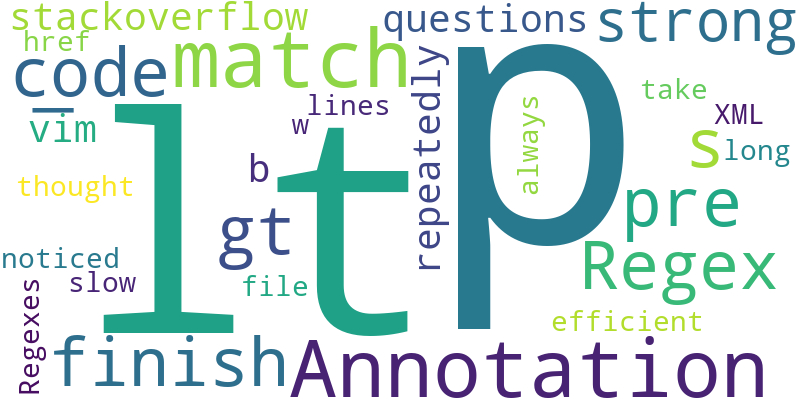 stackoverflow
questions
strong
href
match
code
lines
take
XML
vim
w
repeatedly
always
s
long
lt
p
b
thought
pre
gt
Regex
noticed
slow
file
Regexes
efficient
finish
Annotation